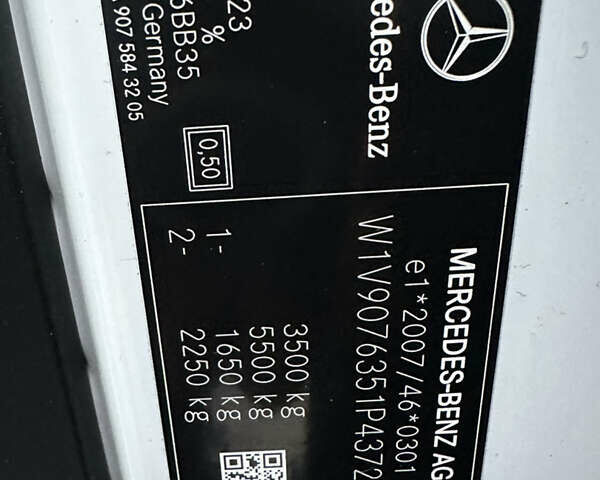 Mercedes-Benz
23
%
6BB35
Germany
907 584 32 05
0,50
MERCEDES-BENZ AG
e1*2007/46*0301
W1V9076351P4372
3500 kg
5500 kg
1- 1650 kg
2- 2250 kg